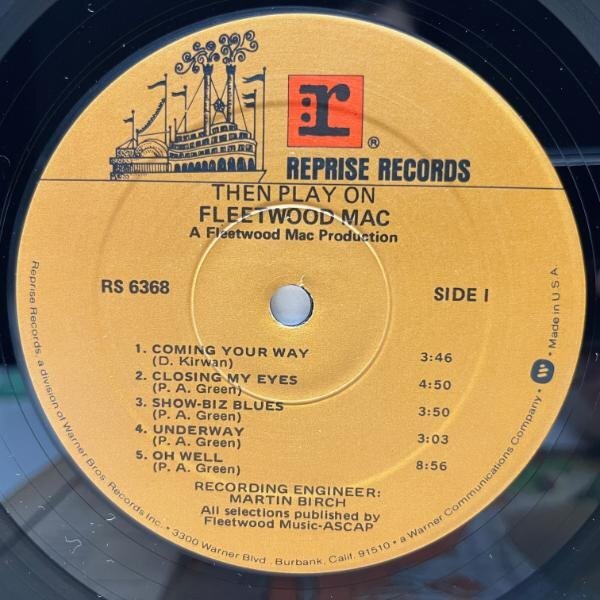 r
®
REPRISE RECORDS
THEN PLAY ON
FLEETWOOD MAC
A Fleetwood Mac Production
RS 6368
SIDE I
1. COMING YOUR WAY 3:46
(D. Kirwan)
2. CLOSING MY EYES 4:50
(P. A. Green)
3. SHOW-BIZ BLUES 3:50
(P. A. Green)
4. UNDERWAY 3:03
(P. A. Green)
5. OH WELL 8:56
(P. A. Green)
RECORDING ENGINEER:
MARTIN BIRCH
All selections published by
Fleetwood Music-ASCAP
Reprise Records, a division of Warner Bros. Records Inc. • 3300 Warner Blvd., Burbank, Calif. 91510 • a Warner Communications Company • W • Made in U.S.A.